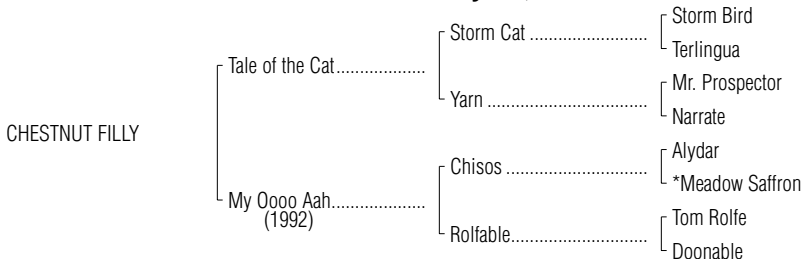 Storm Bird
Storm Cat ..........................
Terlingua
Tale of the Cat...................
Mr. Prospector
Yarn ....................................
Narrate
CHESTNUT FILLY
Alydar
Chisos ................................
*Meadow Saffron
My Oooo Aah.....................
(1992)
Tom Rolfe
Rolfable...............................
Doonable